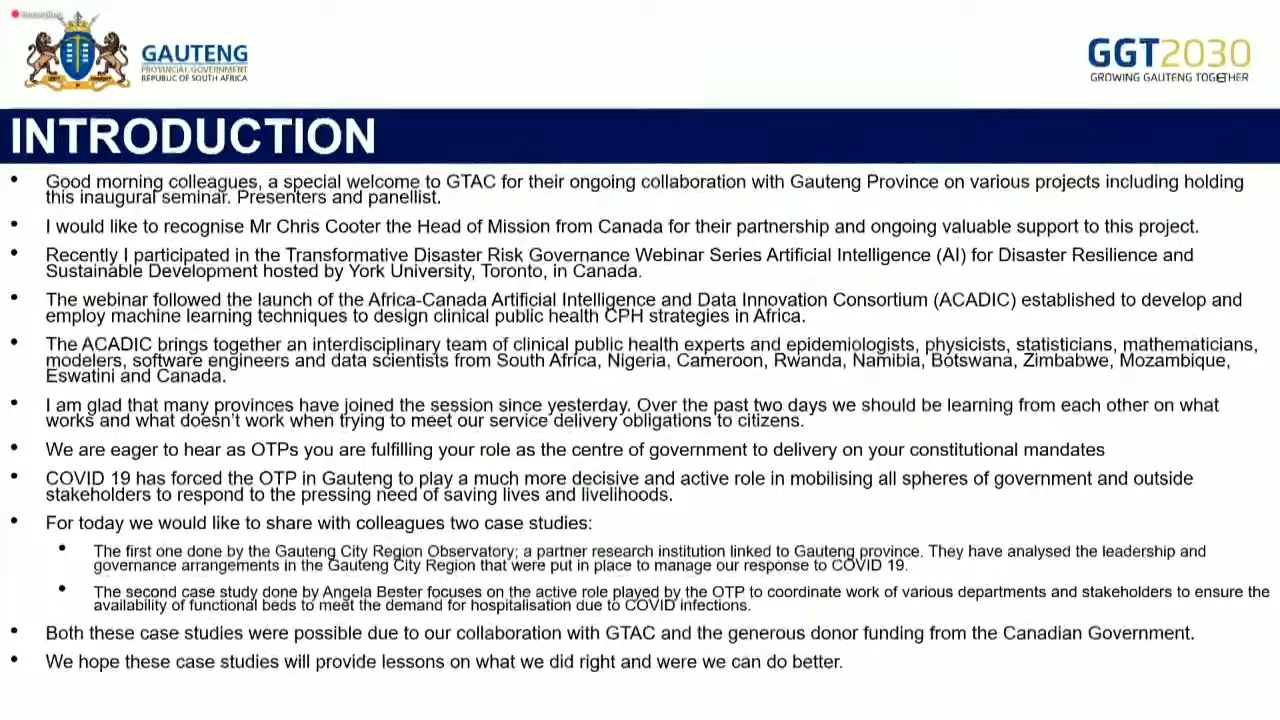 Recording
GAUTENG
PROVINCIAL GOVERNMENT
REPUBLIC OF SOUTH AFRICA
GGT2030
GROWING GAUTENG TOGETHER
INTRODUCTION
• Good morning colleagues, a special welcome to GTAC for their ongoing collaboration with Gauteng Province on various projects including holding
this inaugural seminar. Presenters and panellist.
• I would like to recognise Mr Chris Cooter the Head of Mission from Canada for their partnership and ongoing valuable support to this project.
• Recently I participated in the Transformative Disaster Risk Governance Webinar Series Artificial Intelligence (AI) for Disaster Resilience and
Sustainable Development hosted by York University, Toronto, in Canada.
• The webinar followed the launch of the Africa-Canada Artificial Intelligence and Data Innovation Consortium (ACADIC) established to develop and
employ machine learning techniques to design clinical public health CPH strategies in Africa.
• The ACADIC brings together an interdisciplinary team of clinical public health experts and epidemiologists, physicists, statisticians, mathematicians,
modelers, software engineers and data scientists from South Africa, Nigeria, Cameroon, Rwanda, Namibia, Botswana, Zimbabwe, Mozambique,
Eswatini and Canada.
• I am glad that many provinces have joined the session since yesterday. Over the past two days we should be learning from each other on what
works and what doesn't work when trying to meet our service delivery obligations to citizens.
• We are eager to hear as OTPs you are fulfilling your role as the centre of government to delivery on your constitutional mandates
• COVID 19 has forced the OTP in Gauteng to play a much more decisive and active role in mobilising all spheres of government and outside
stakeholders to respond to the pressing need of saving lives and livelihoods.
• For today we would like to share with colleagues two case studies:
• The first one done by the Gauteng City Region Observatory; a partner research institution linked to Gauteng province. They have analysed the leadership and
governance arrangements in the Gauteng City Region that were put in place to manage our response to COVID 19.
• The second case study done by Angela Bester focuses on the active role played by the OTP to coordinate work of various departments and stakeholders to ensure the
availability of functional beds to meet the demand for hospitalisation due to COVID infections.
• Both these case studies were possible due to our collaboration with GTAC and the generous donor funding from the Canadian Government.
• We hope these case studies will provide lessons on what we did right and were we can do better.